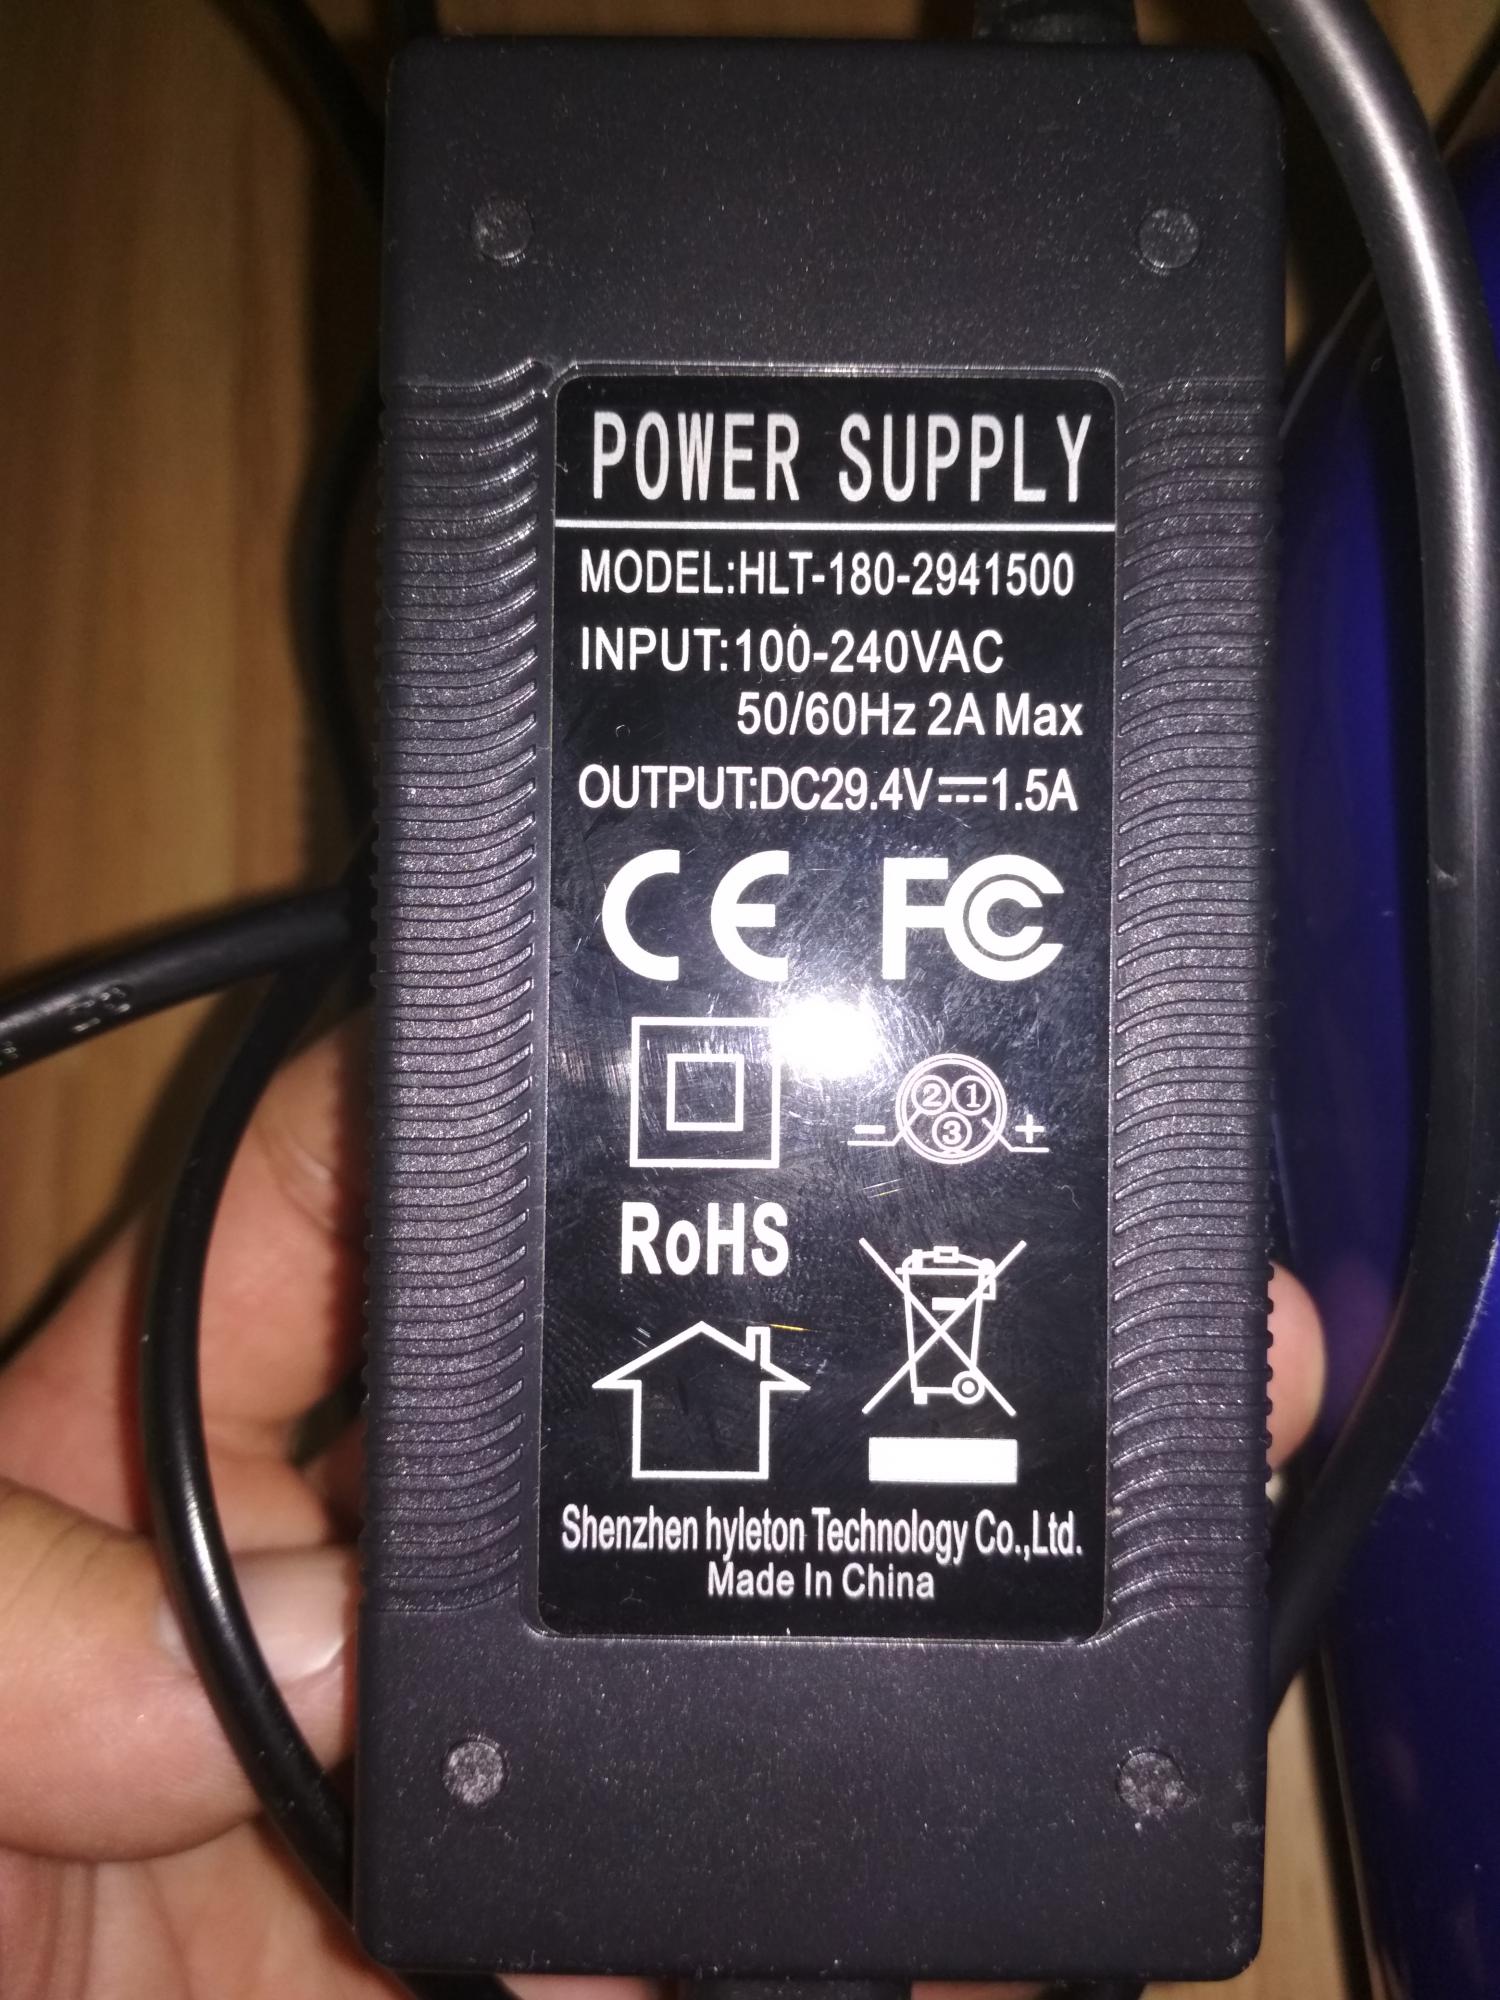 POWER SUPPLY
MODEL:HLT-180-2941500
INPUT:100-240VAC
50/60Hz 2A Max
OUTPUT:DC29.4V⎓1.5A
CE FC
2 1
- 3 +
RoHS
Shenzhen hyleton Technology Co.,Ltd.
Made In China